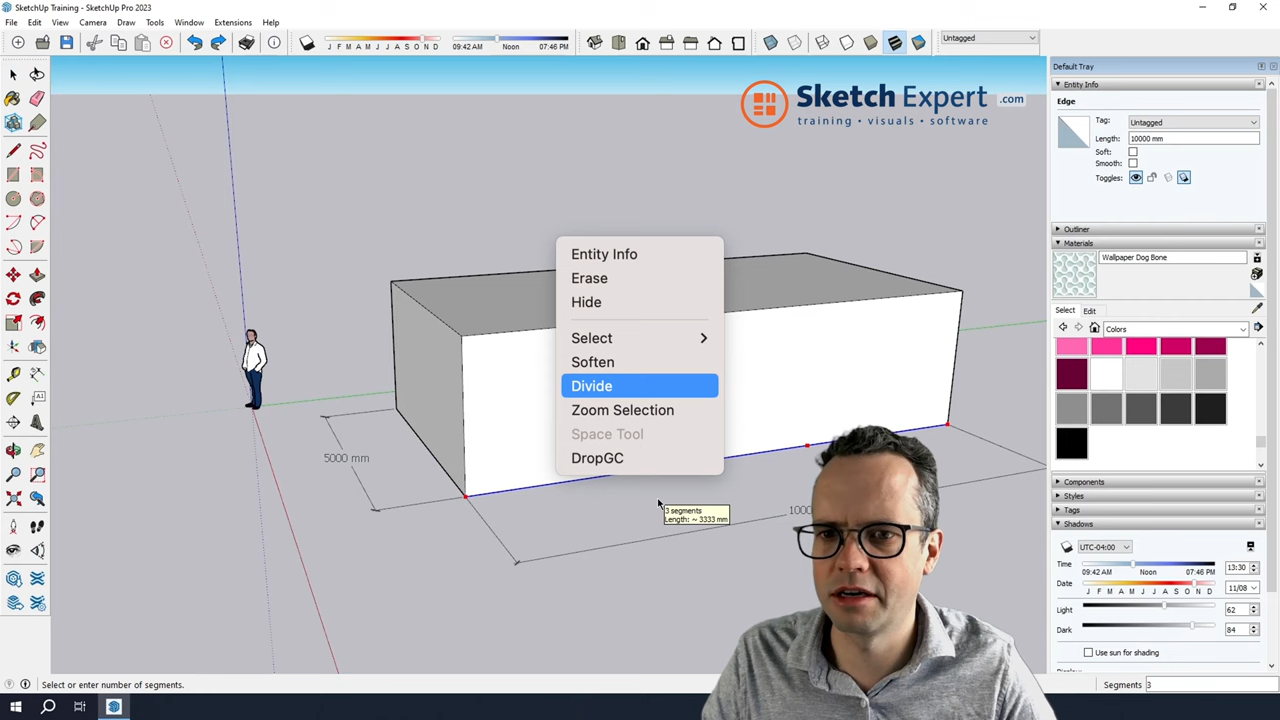 SketchUp Training - SketchUp Pro 2023
File Edit View Camera Draw Tools Window Extensions Help
J F M A M J J A S O N D
09:42 AM Noon 07:46 PM
Untagged
Sketch Expert .com
training • visuals • software
Default Tray
Entity Info
Edge
Tag: Untagged
Length: 10000 mm
Soft:
Smooth:
Toggles:
Outliner
Materials
Wallpaper Dog Bone
Select Edit
Colors
Entity Info
Erase
Hide
Select
Soften
Divide
Zoom Selection
Space Tool
DropGC
5000 mm
3 segments
Length: ~ 3333 mm
Components
Styles
Tags
Shadows
UTC-04:00
Time 13:30
09:42 AM Noon 07:46 PM
Date J F M A M J J A S O N D 11/08
Light 62
Dark 84
Use sun for shading
Select or enter number of segments.
Segments 3